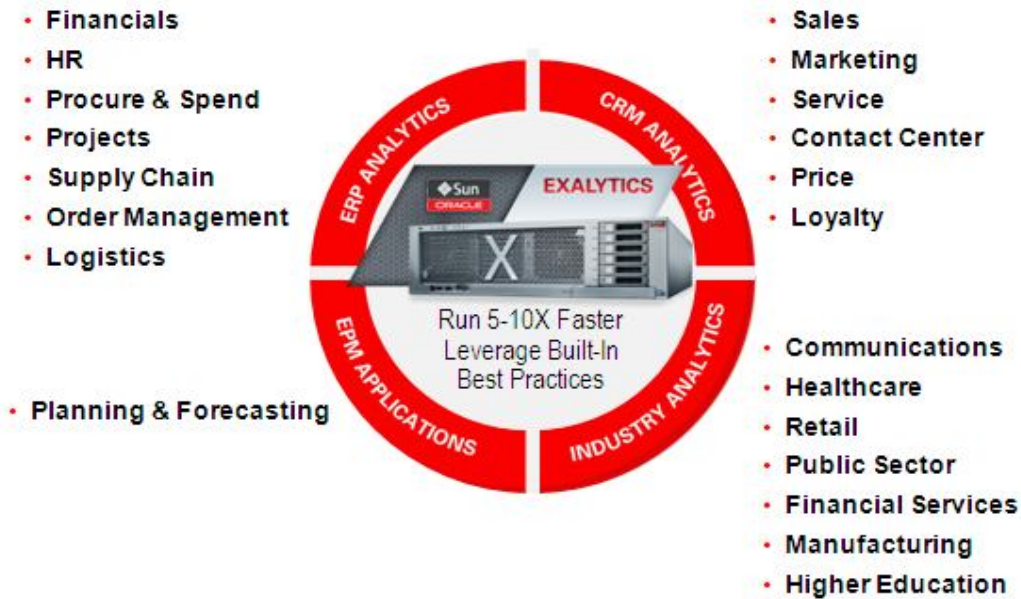 • Financials
• HR
• Procure & Spend
• Projects
• Supply Chain
• Order Management
• Logistics
• Sales
• Marketing
• Service
• Contact Center
• Price
• Loyalty
ERP ANALYTICS
CRM ANALYTICS
Sun
ORACLE
EXALYTICS
X
Run 5-10X Faster
Leverage Built-In
Best Practices
EPM APPLICATIONS
INDUSTRY ANALYTICS
• Planning & Forecasting
• Communications
• Healthcare
• Retail
• Public Sector
• Financial Services
• Manufacturing
• Higher Education